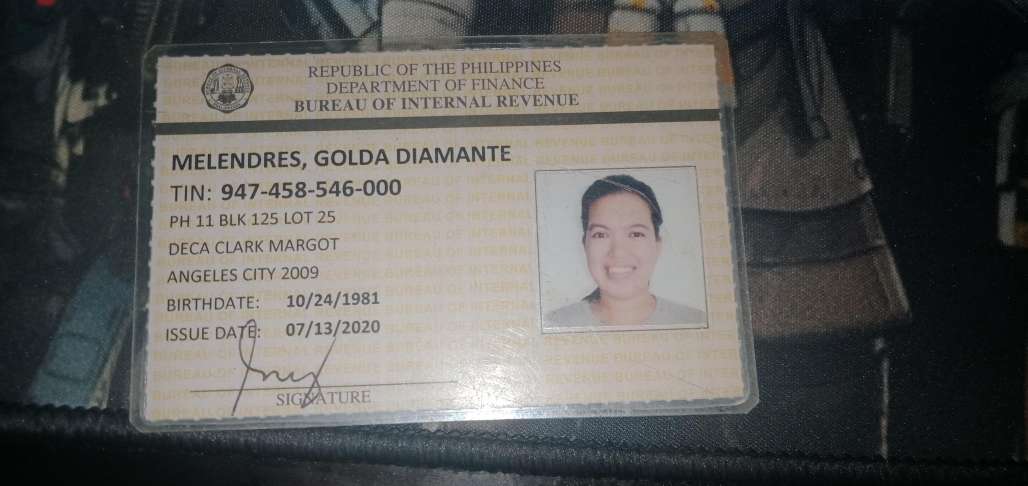 REPUBLIC OF THE PHILIPPINES
DEPARTMENT OF FINANCE
BUREAU OF INTERNAL REVENUE
MELENDRES, GOLDA DIAMANTE
TIN: 947-458-546-000
PH 11 BLK 125 LOT 25
DECA CLARK MARGOT
ANGELES CITY 2009
BIRTHDATE: 10/24/1981
ISSUE DATE: 07/13/2020
SIGNATURE